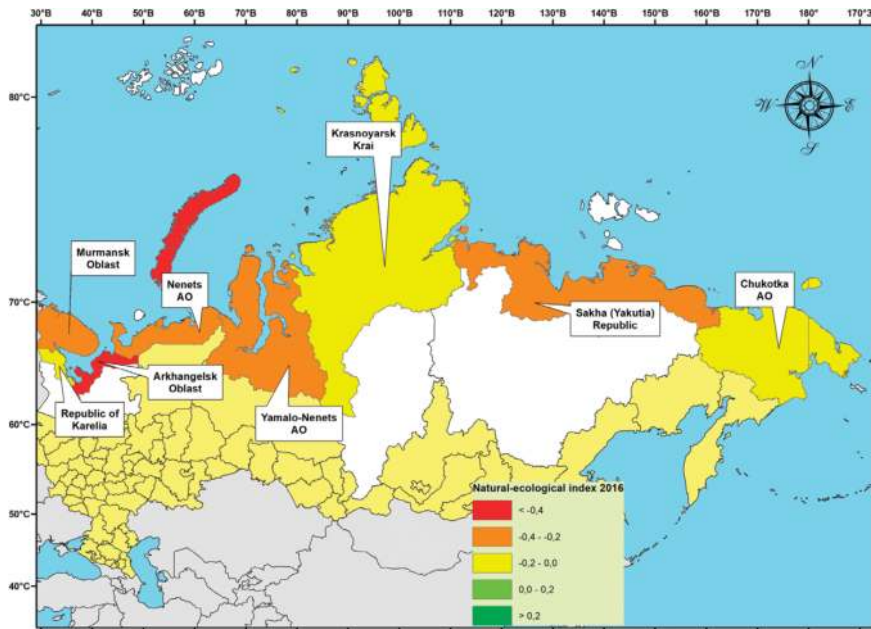 30°B 40°B 50°B 60°B 70°B 80°B 90°B 100°B 110°B 120°B 130°B 140°B 150°B 160°B 170°B 180° 170°З
80°C
70°C
60°C
50°C
40°C
N
W E
S
Krasnoyarsk
Krai
Murmansk
Oblast
Nenets
AO
Chukotka
AO
Sakha (Yakutia)
Republic
Arkhangelsk
Oblast
Republic of
Karelia
Yamalo-Nenets
AO
Natural-ecological index 2016
< -0,4
-0,4 - -0,2
-0,2 - 0,0
0,0 - 0,2
> 0,2